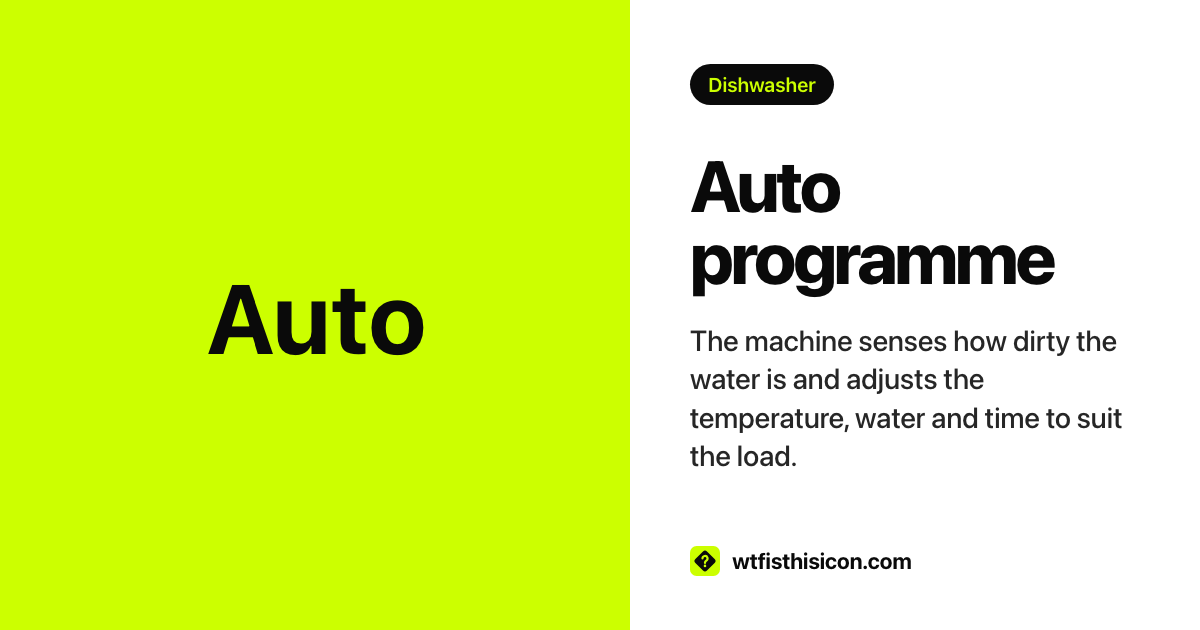 Auto
Dishwasher
Auto
programme
The machine senses how dirty the
water is and adjusts the
temperature, water and time to suit
the load.
?
wtfisthisicon.com